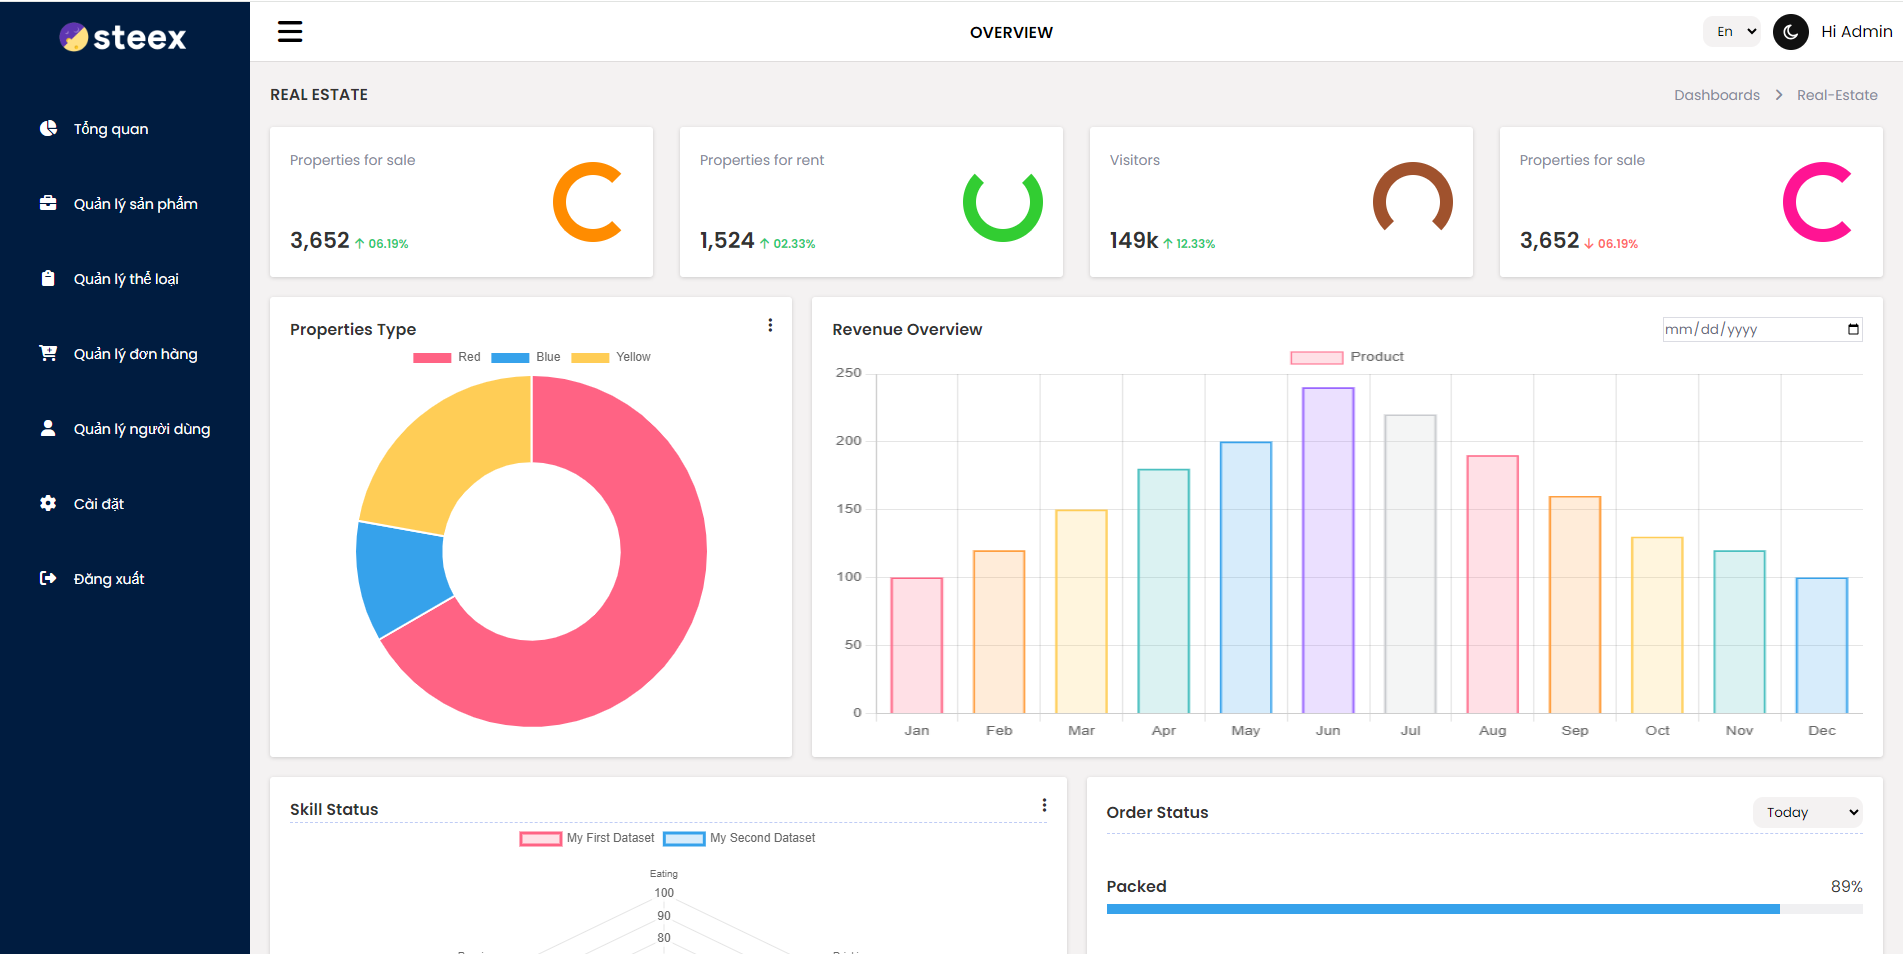 steex
OVERVIEW
En
Hi Admin
Tổng quan
Quản lý sản phẩm
Quản lý thể loại
Quản lý đơn hàng
Quản lý người dùng
Cài đặt
Đăng xuất
REAL ESTATE
Dashboards
Real-Estate
Properties for sale
3,652
06.19%
Properties for rent
1,524
02.33%
Visitors
149k
12.33%
Properties for sale
3,652
06.19%
Properties Type
Red Blue Yellow
Revenue Overview
mm/dd/yyyy
Product
250
200
150
100
50
0
Jan Feb Mar Apr May Jun Jul Aug Sep Oct Nov Dec
Skill Status
My First Dataset My Second Dataset
Eating
100
90
80
Order Status
Today
Packed
89%